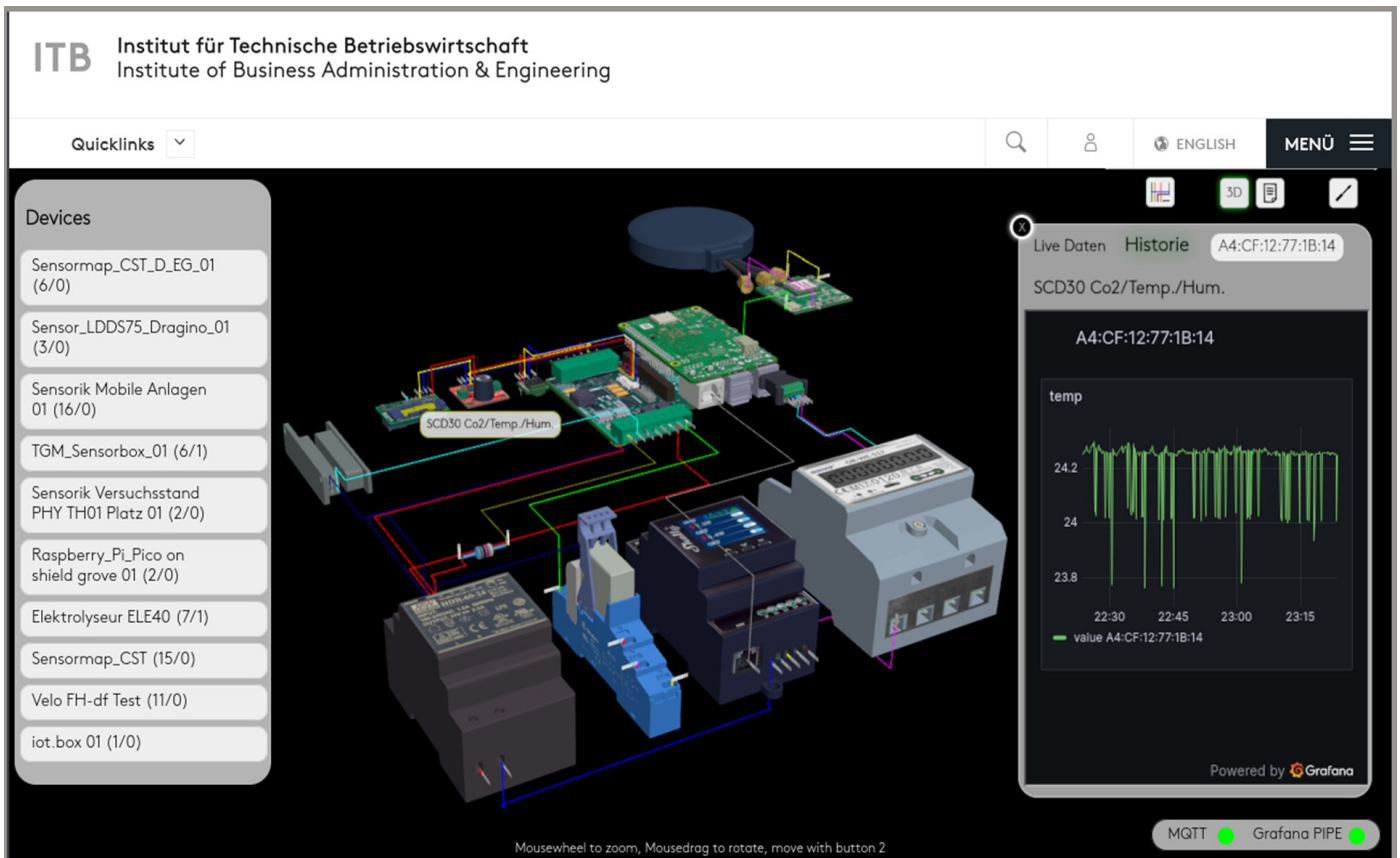 ITB
Institut für Technische Betriebswirtschaft
Institute of Business Administration & Engineering
Quicklinks
ENGLISH
MENÜ
3D
Devices
Sensormap_CST_D_EG_01
(6/0)
Sensor_LDDS75_Dragino_01
(3/0)
Sensorik Mobile Anlagen
01 (16/0)
TGM_Sensorbox_01 (6/1)
Sensorik Versuchsstand
PHY TH01 Platz 01 (2/0)
Raspberry_Pi_Pico on
shield grove 01 (2/0)
Elektrolyseur ELE40 (7/1)
Sensormap_CST (15/0)
Velo FH-df Test (11/0)
iot.box 01 (1/0)
SCD30 Co2/Temp./Hum.
X
Live Daten Historie A4:CF:12:77:1B:14
SCD30 Co2/Temp./Hum.
A4:CF:12:77:1B:14
temp
24.2
24
23.8
22:30 22:45 23:00 23:15
value A4:CF:12:77:1B:14
Powered by Grafana
MQTT Grafana PIPE
Mousewheel to zoom, Mousedrag to rotate, move with button 2